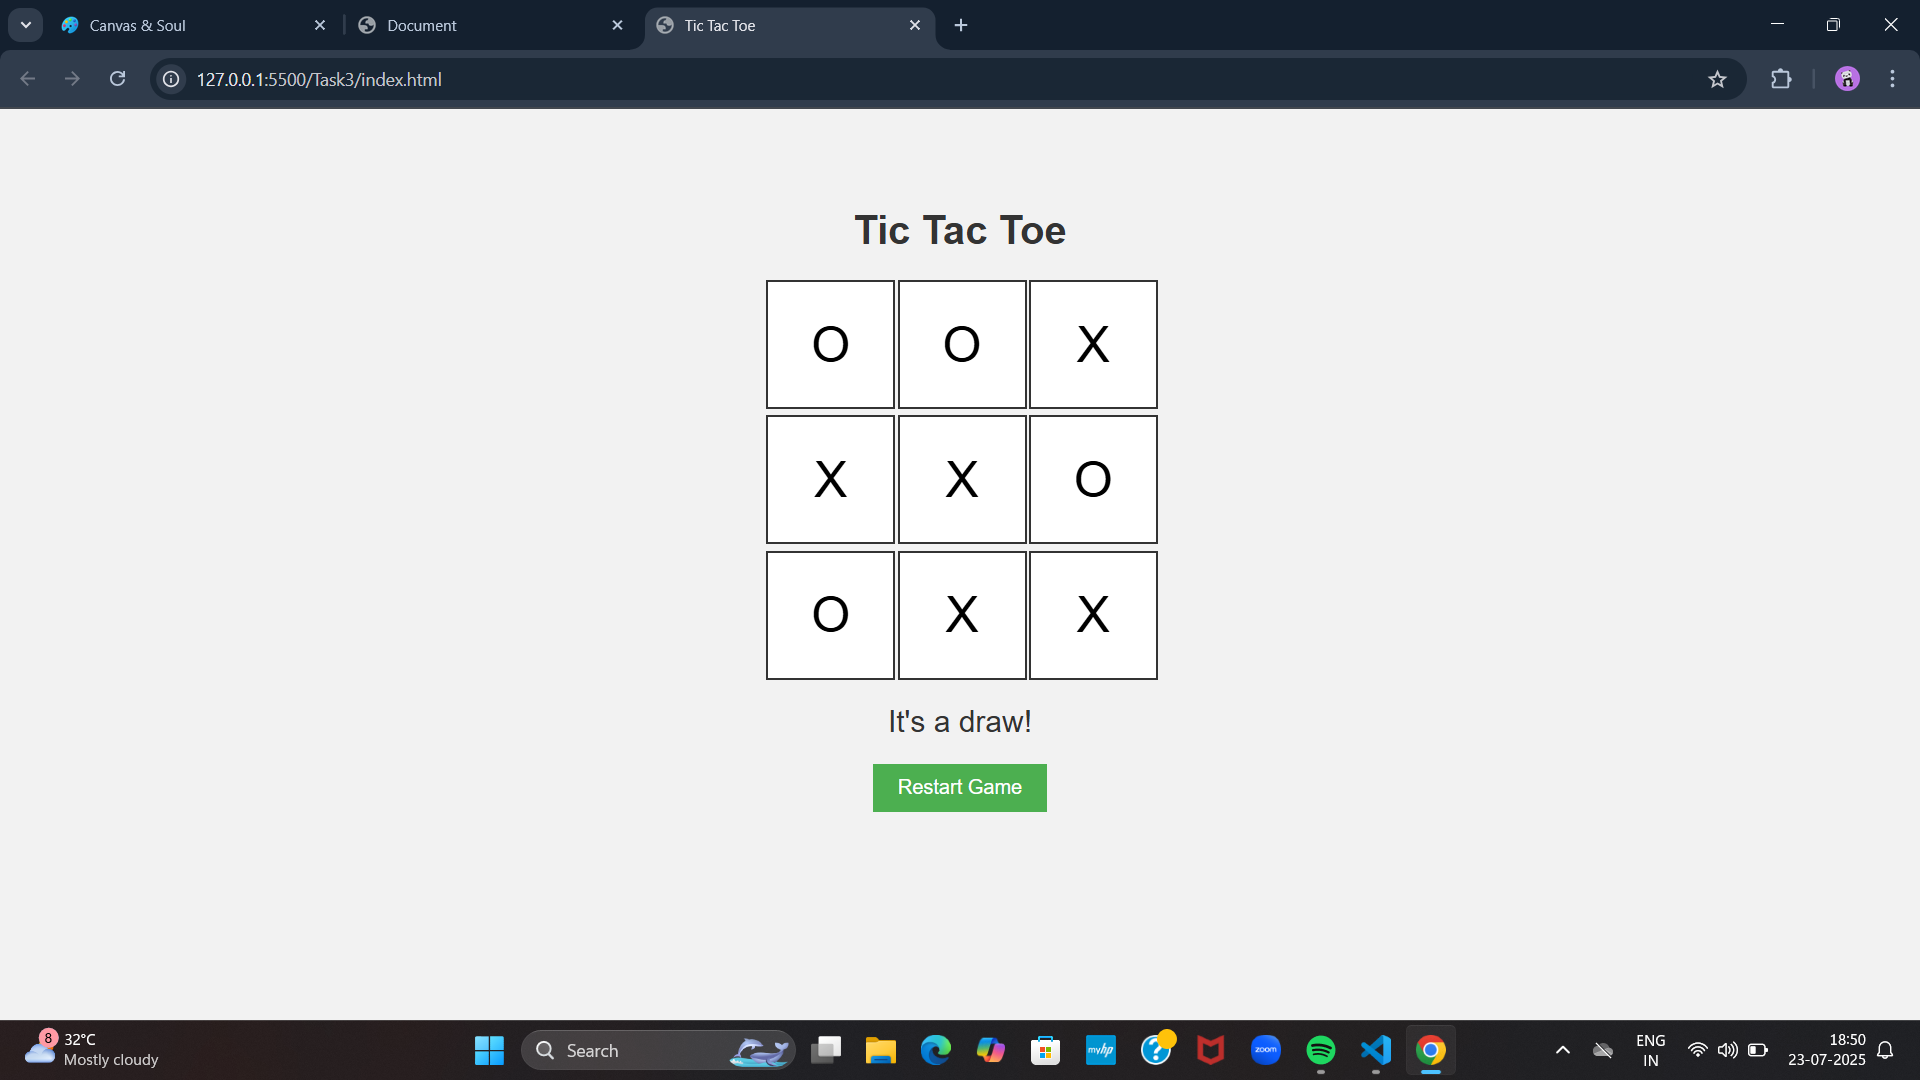 Canvas & Soul
Document
Tic Tac Toe
127.0.0.1:5500/Task3/index.html
Tic Tac Toe
O O X
X X O
O X X
It's a draw!
Restart Game
8
32°C
Mostly cloudy
Search
myhp
zoom
ENG
IN
18:50
23-07-2025